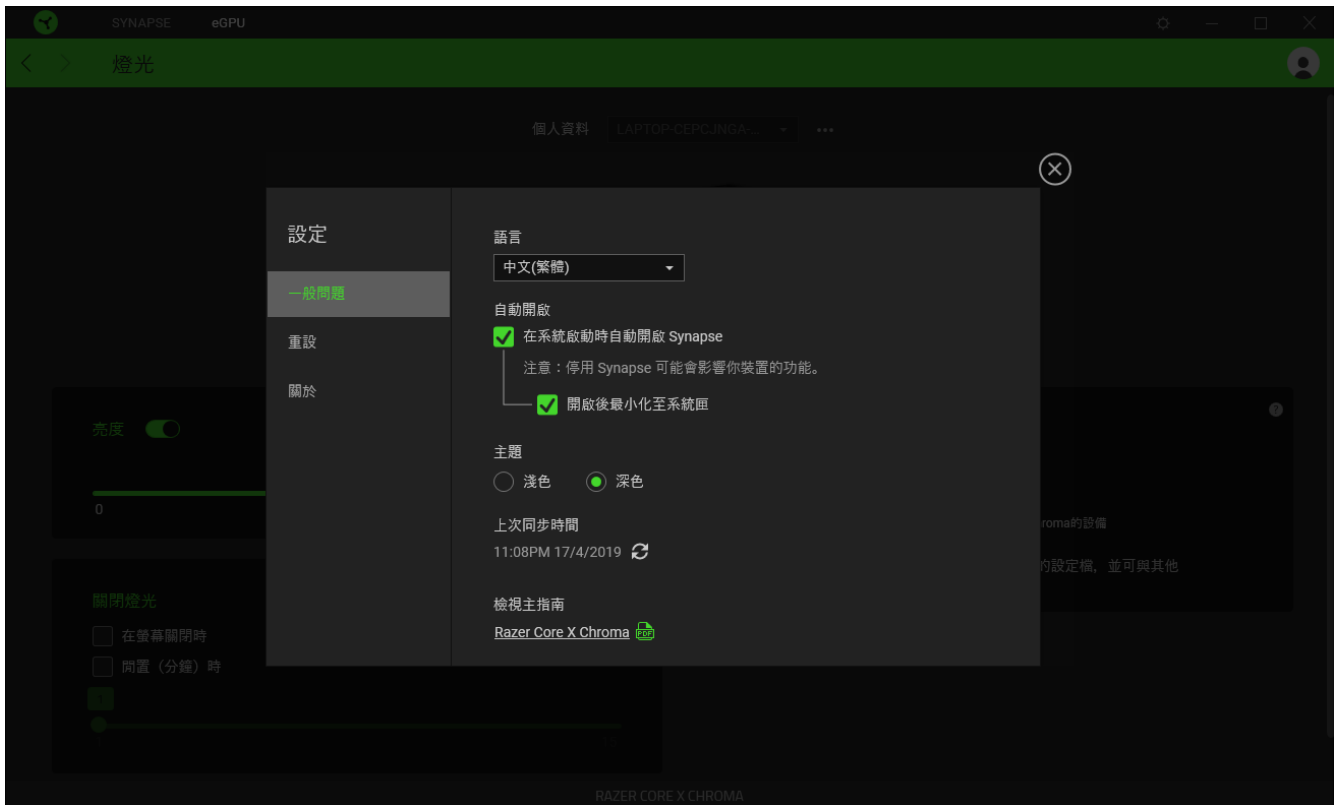 SYNAPSE eGPU
燈光
個人資料 LAPTOP-CEPCJNGA-...
設定
一般問題
重設
關於
語言
中文(繁體)
自動開啟
在系統啟動時自動開啟 Synapse
注意：停用 Synapse 可能會影響你裝置的功能。
開啟後最小化至系統匣
主題
淺色 深色
上次同步時間
11:08PM 17/4/2019
檢視主指南
Razer Core X Chroma PDF
亮度
0
關閉燈光
在螢幕關閉時
閒置（分鐘）時
roma的設備
的設定檔，並可與其他
RAZER CORE X CHROMA